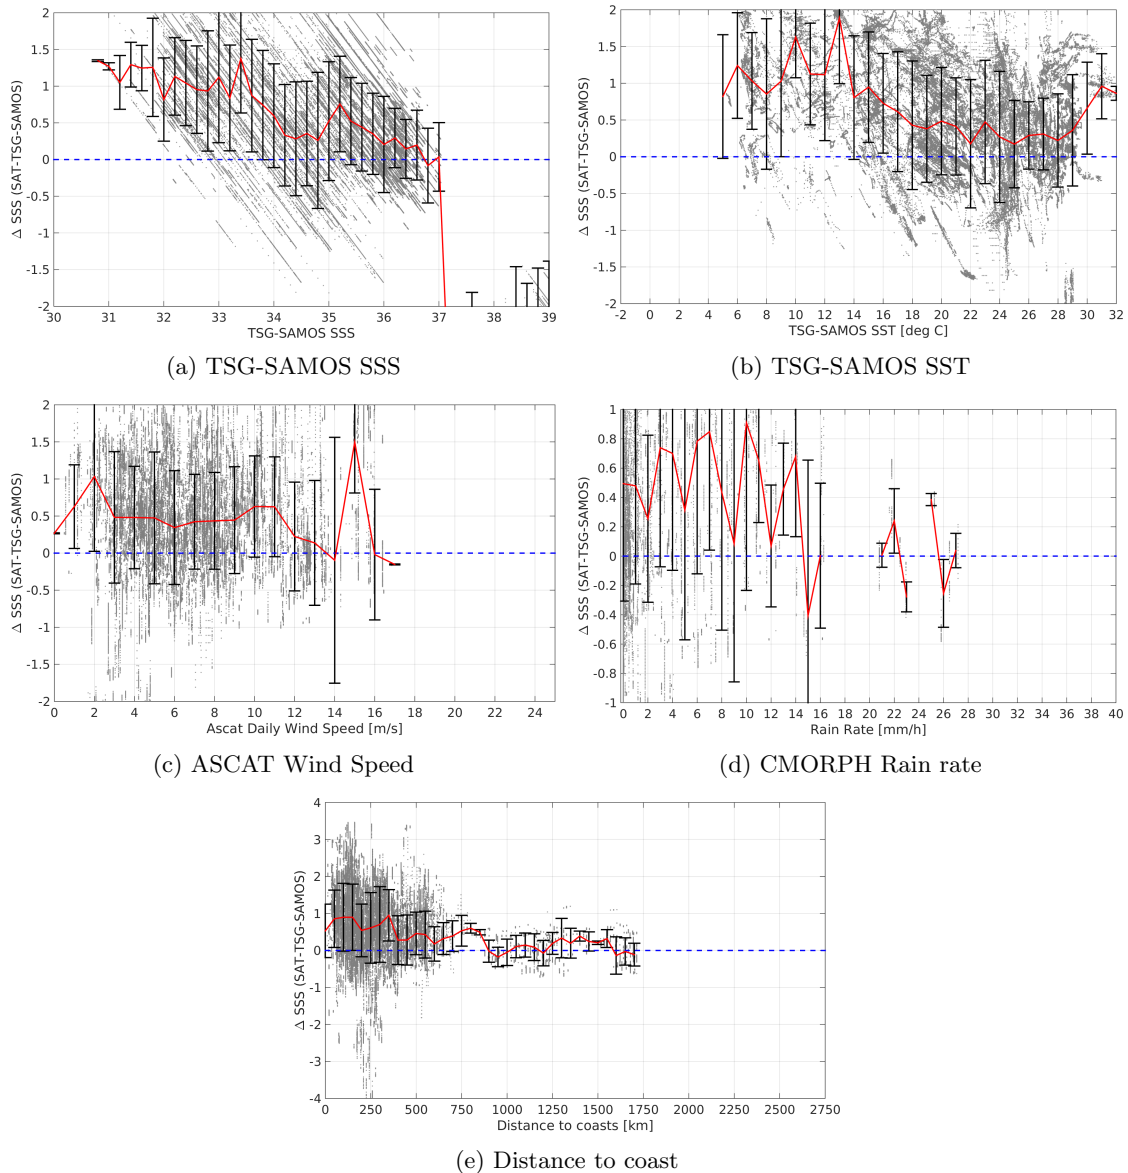 Δ SSS (SAT-TSG-SAMOS)
2
1.5
1
0.5
0
-0.5
-1
-1.5
-2
30 31 32 33 34 35 36 37 38 39
TSG-SAMOS SSS
(a) TSG-SAMOS SSS
Δ SSS (SAT-TSG-SAMOS)
2
1.5
1
0.5
0
-0.5
-1
-1.5
-2
-2 0 2 4 6 8 10 12 14 16 18 20 22 24 26 28 30 32
TSG-SAMOS SST [deg C]
(b) TSG-SAMOS SST
Δ SSS (SAT-TSG-SAMOS)
2
1.5
1
0.5
0
-0.5
-1
-1.5
-2
0 2 4 6 8 10 12 14 16 18 20 22 24
Ascat Daily Wind Speed [m/s]
(c) ASCAT Wind Speed
Δ SSS (SAT-TSG-SAMOS)
1
0.8
0.6
0.4
0.2
0
-0.2
-0.4
-0.6
-0.8
-1
0 2 4 6 8 10 12 14 16 18 20 22 24 26 28 30 32 34 36 38 40
Rain Rate [mm/h]
(d) CMORPH Rain rate
Δ SSS (SAT-TSG-SAMOS)
4
3
2
1
0
-1
-2
-3
-4
0 250 500 750 1000 1250 1500 1750 2000 2250 2500 2750
Distance to coasts [km]
(e) Distance to coast